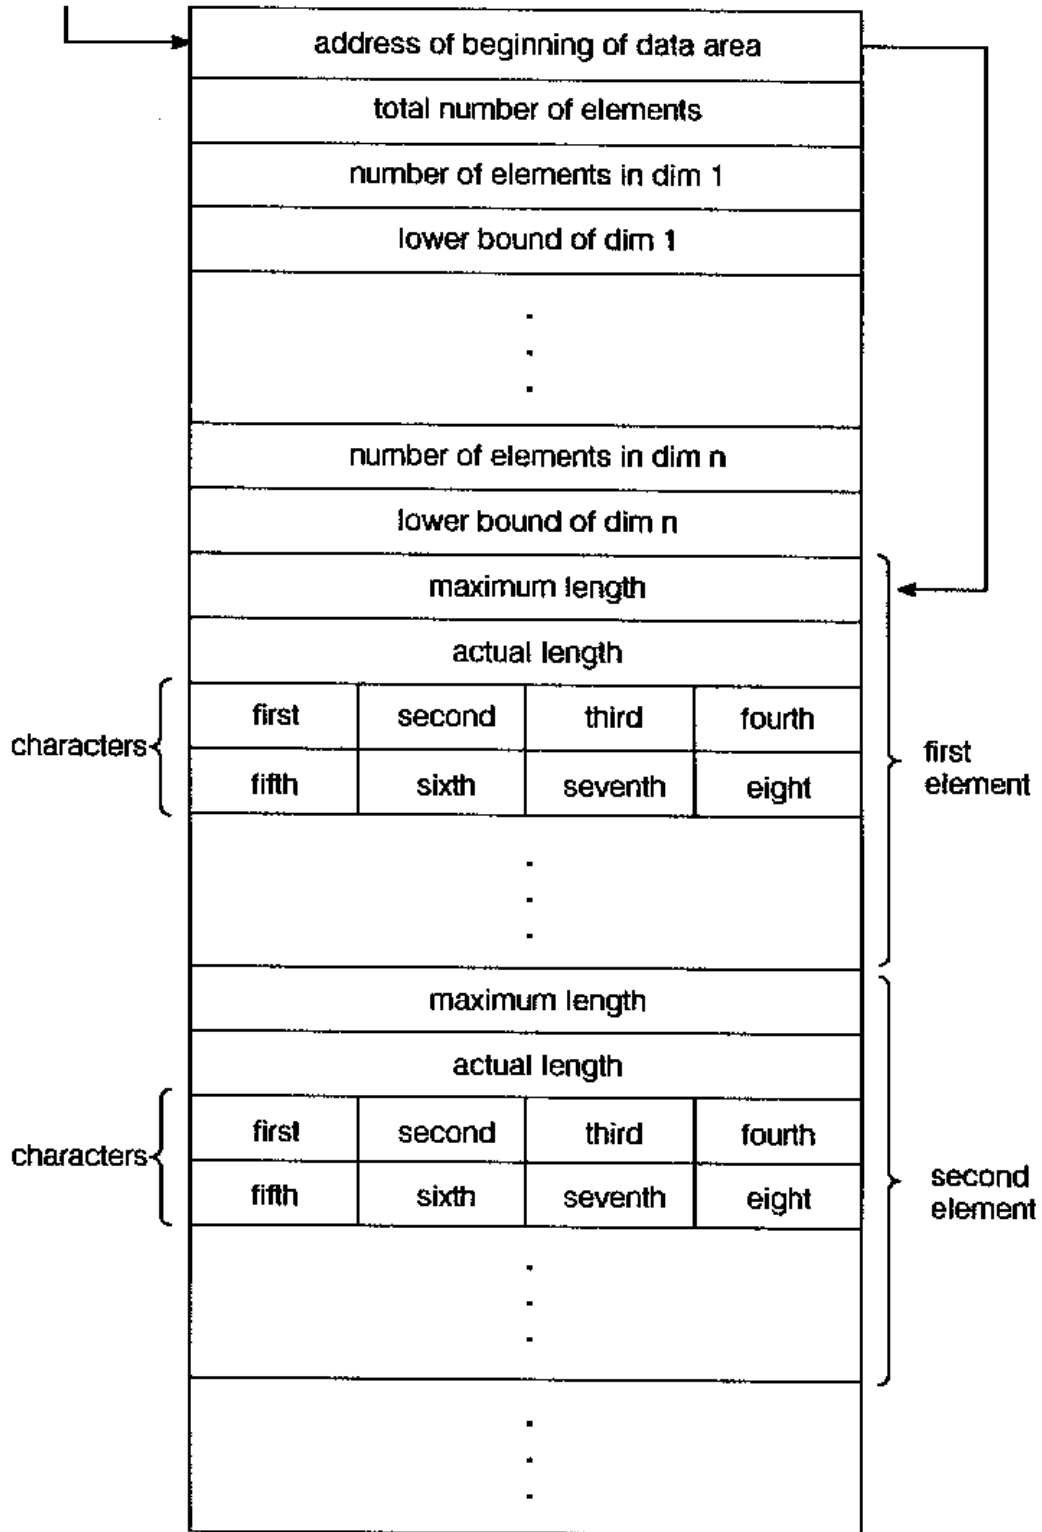 address of beginning of data area
total number of elements
number of elements in dim 1
lower bound of dim 1
number of elements in dim n
lower bound of dim n
maximum length
actual length
characters
first second third fourth
fifth sixth seventh eight
first
element
maximum length
actual length
characters
first second third fourth
fifth sixth seventh eight
second
element